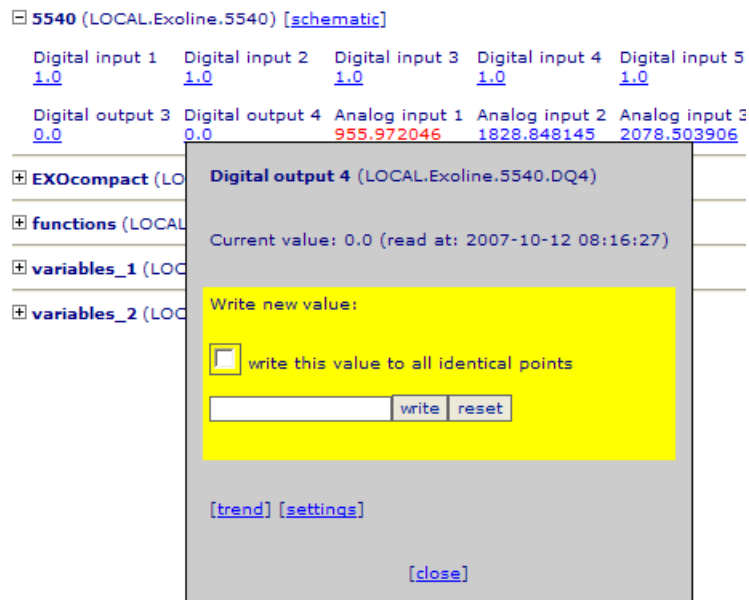 5540 (LOCAL.Exoline.5540) [schematic]
Digital input 1 Digital input 2 Digital input 3 Digital input 4 Digital input 5
1.0 1.0 1.0 1.0 1.0
Digital output 3 Digital output 4 Analog input 1 Analog input 2 Analog input 3
0.0 0.0 955.972046 1828.848145 2078.503906
EXOcompact (LO
functions (LOCAL
variables_1 (LOC
variables_2 (LOC
Digital output 4 (LOCAL.Exoline.5540.DQ4)
Current value: 0.0 (read at: 2007-10-12 08:16:27)
Write new value:
write this value to all identical points
write reset
[trend] [settings]
[close]